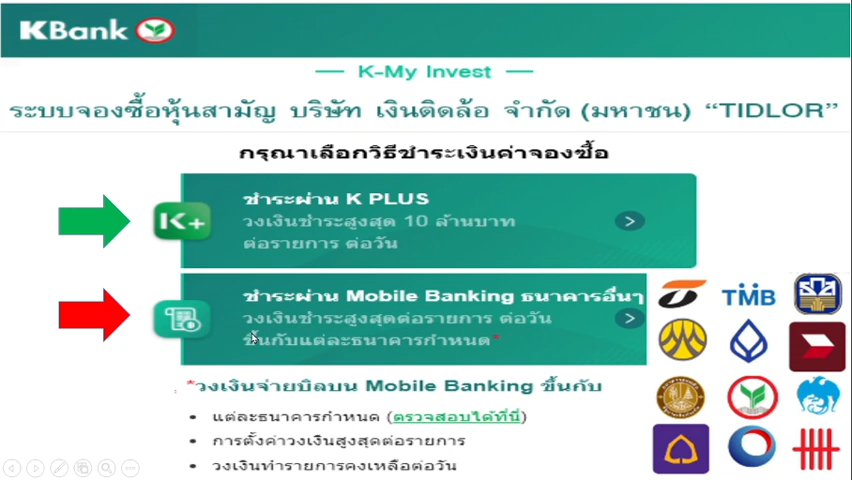 KBank
K-My Invest
ระบบจองซื้อหุ้นสามัญ บริษัท เงินติดล้อ จำกัด (มหาชน) “TIDLOR”
กรุณาเลือกวิธีชำระเงินค่าจองซื้อ
K+
ชำระผ่าน K PLUS
วงเงินชำระสูงสุด 10 ล้านบาท
ต่อรายการ ต่อวัน
ชำระผ่าน Mobile Banking ธนาคารอื่นๆ
วงเงินชำระสูงสุดต่อรายการ ต่อวัน
ขึ้นกับแต่ละธนาคารกำหนด*
TMB
*วงเงินจ่ายบิลบน Mobile Banking ขึ้นกับ
• แต่ละธนาคารกำหนด (ตรวจสอบได้ที่นี่)
• การตั้งค่าวงเงินสูงสุดต่อรายการ
• วงเงินทำรายการคงเหลือต่อวัน